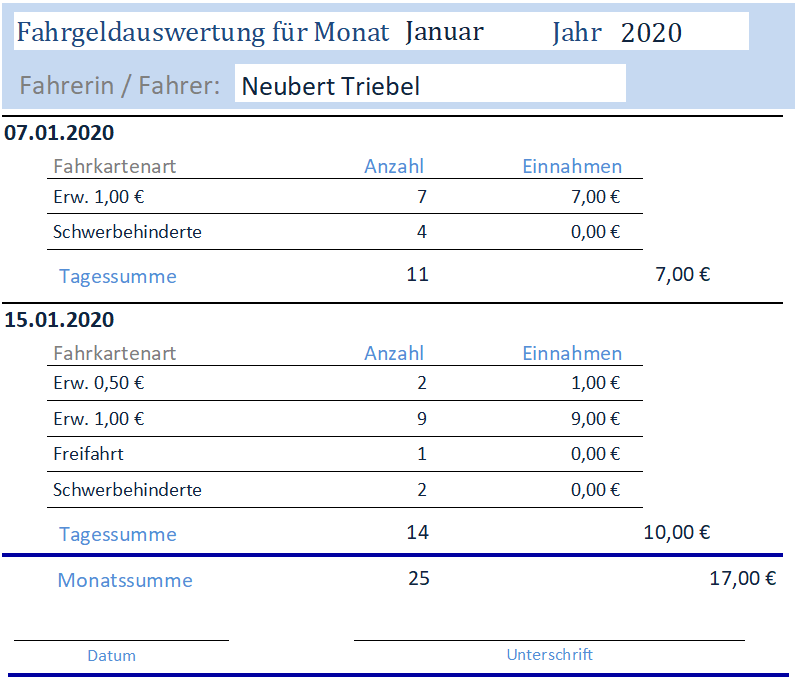 Fahrgeldauswertung für Monat Januar Jahr 2020
Fahrerin / Fahrer: Neubert Triebel
07.01.2020
Fahrkartenart Anzahl Einnahmen
Erw. 1,00 € 7 7,00 €
Schwerbehinderte 4 0,00 €
Tagessumme 11 7,00 €
15.01.2020
Fahrkartenart Anzahl Einnahmen
Erw. 0,50 € 2 1,00 €
Erw. 1,00 € 9 9,00 €
Freifahrt 1 0,00 €
Schwerbehinderte 2 0,00 €
Tagessumme 14 10,00 €
Monatssumme 25 17,00 €
Datum Unterschrift